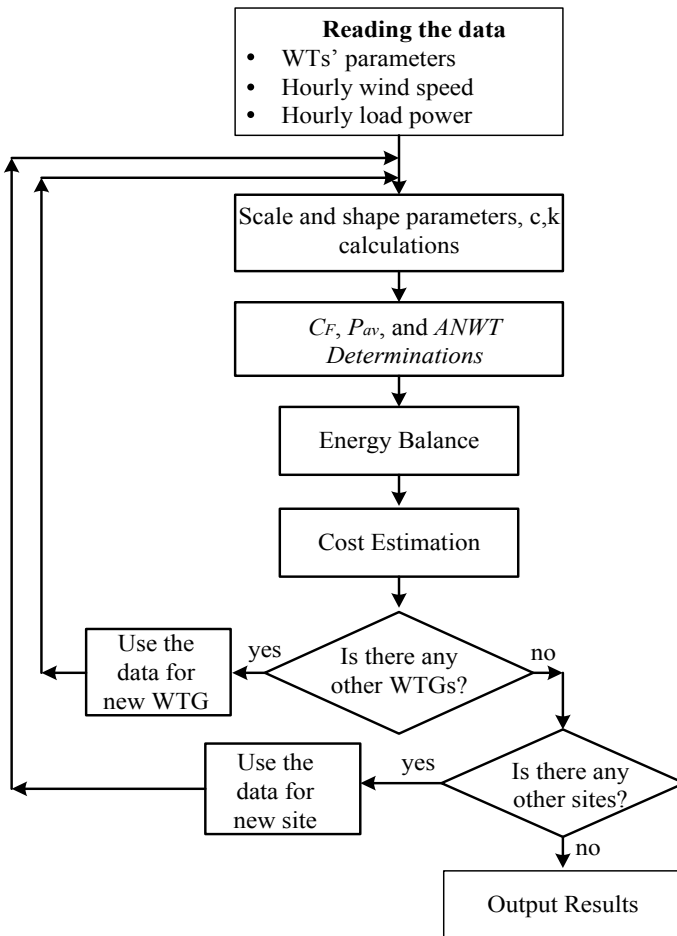 Reading the data
• WTs’ parameters
• Hourly wind speed
• Hourly load power
Scale and shape parameters, c,k
calculations
CF, Pav, and ANWT
Determinations
Energy Balance
Cost Estimation
Is there any
other WTGs?
yes
no
Use the
data for
new WTG
Is there any
other sites?
yes
no
Use the
data for
new site
Output Results